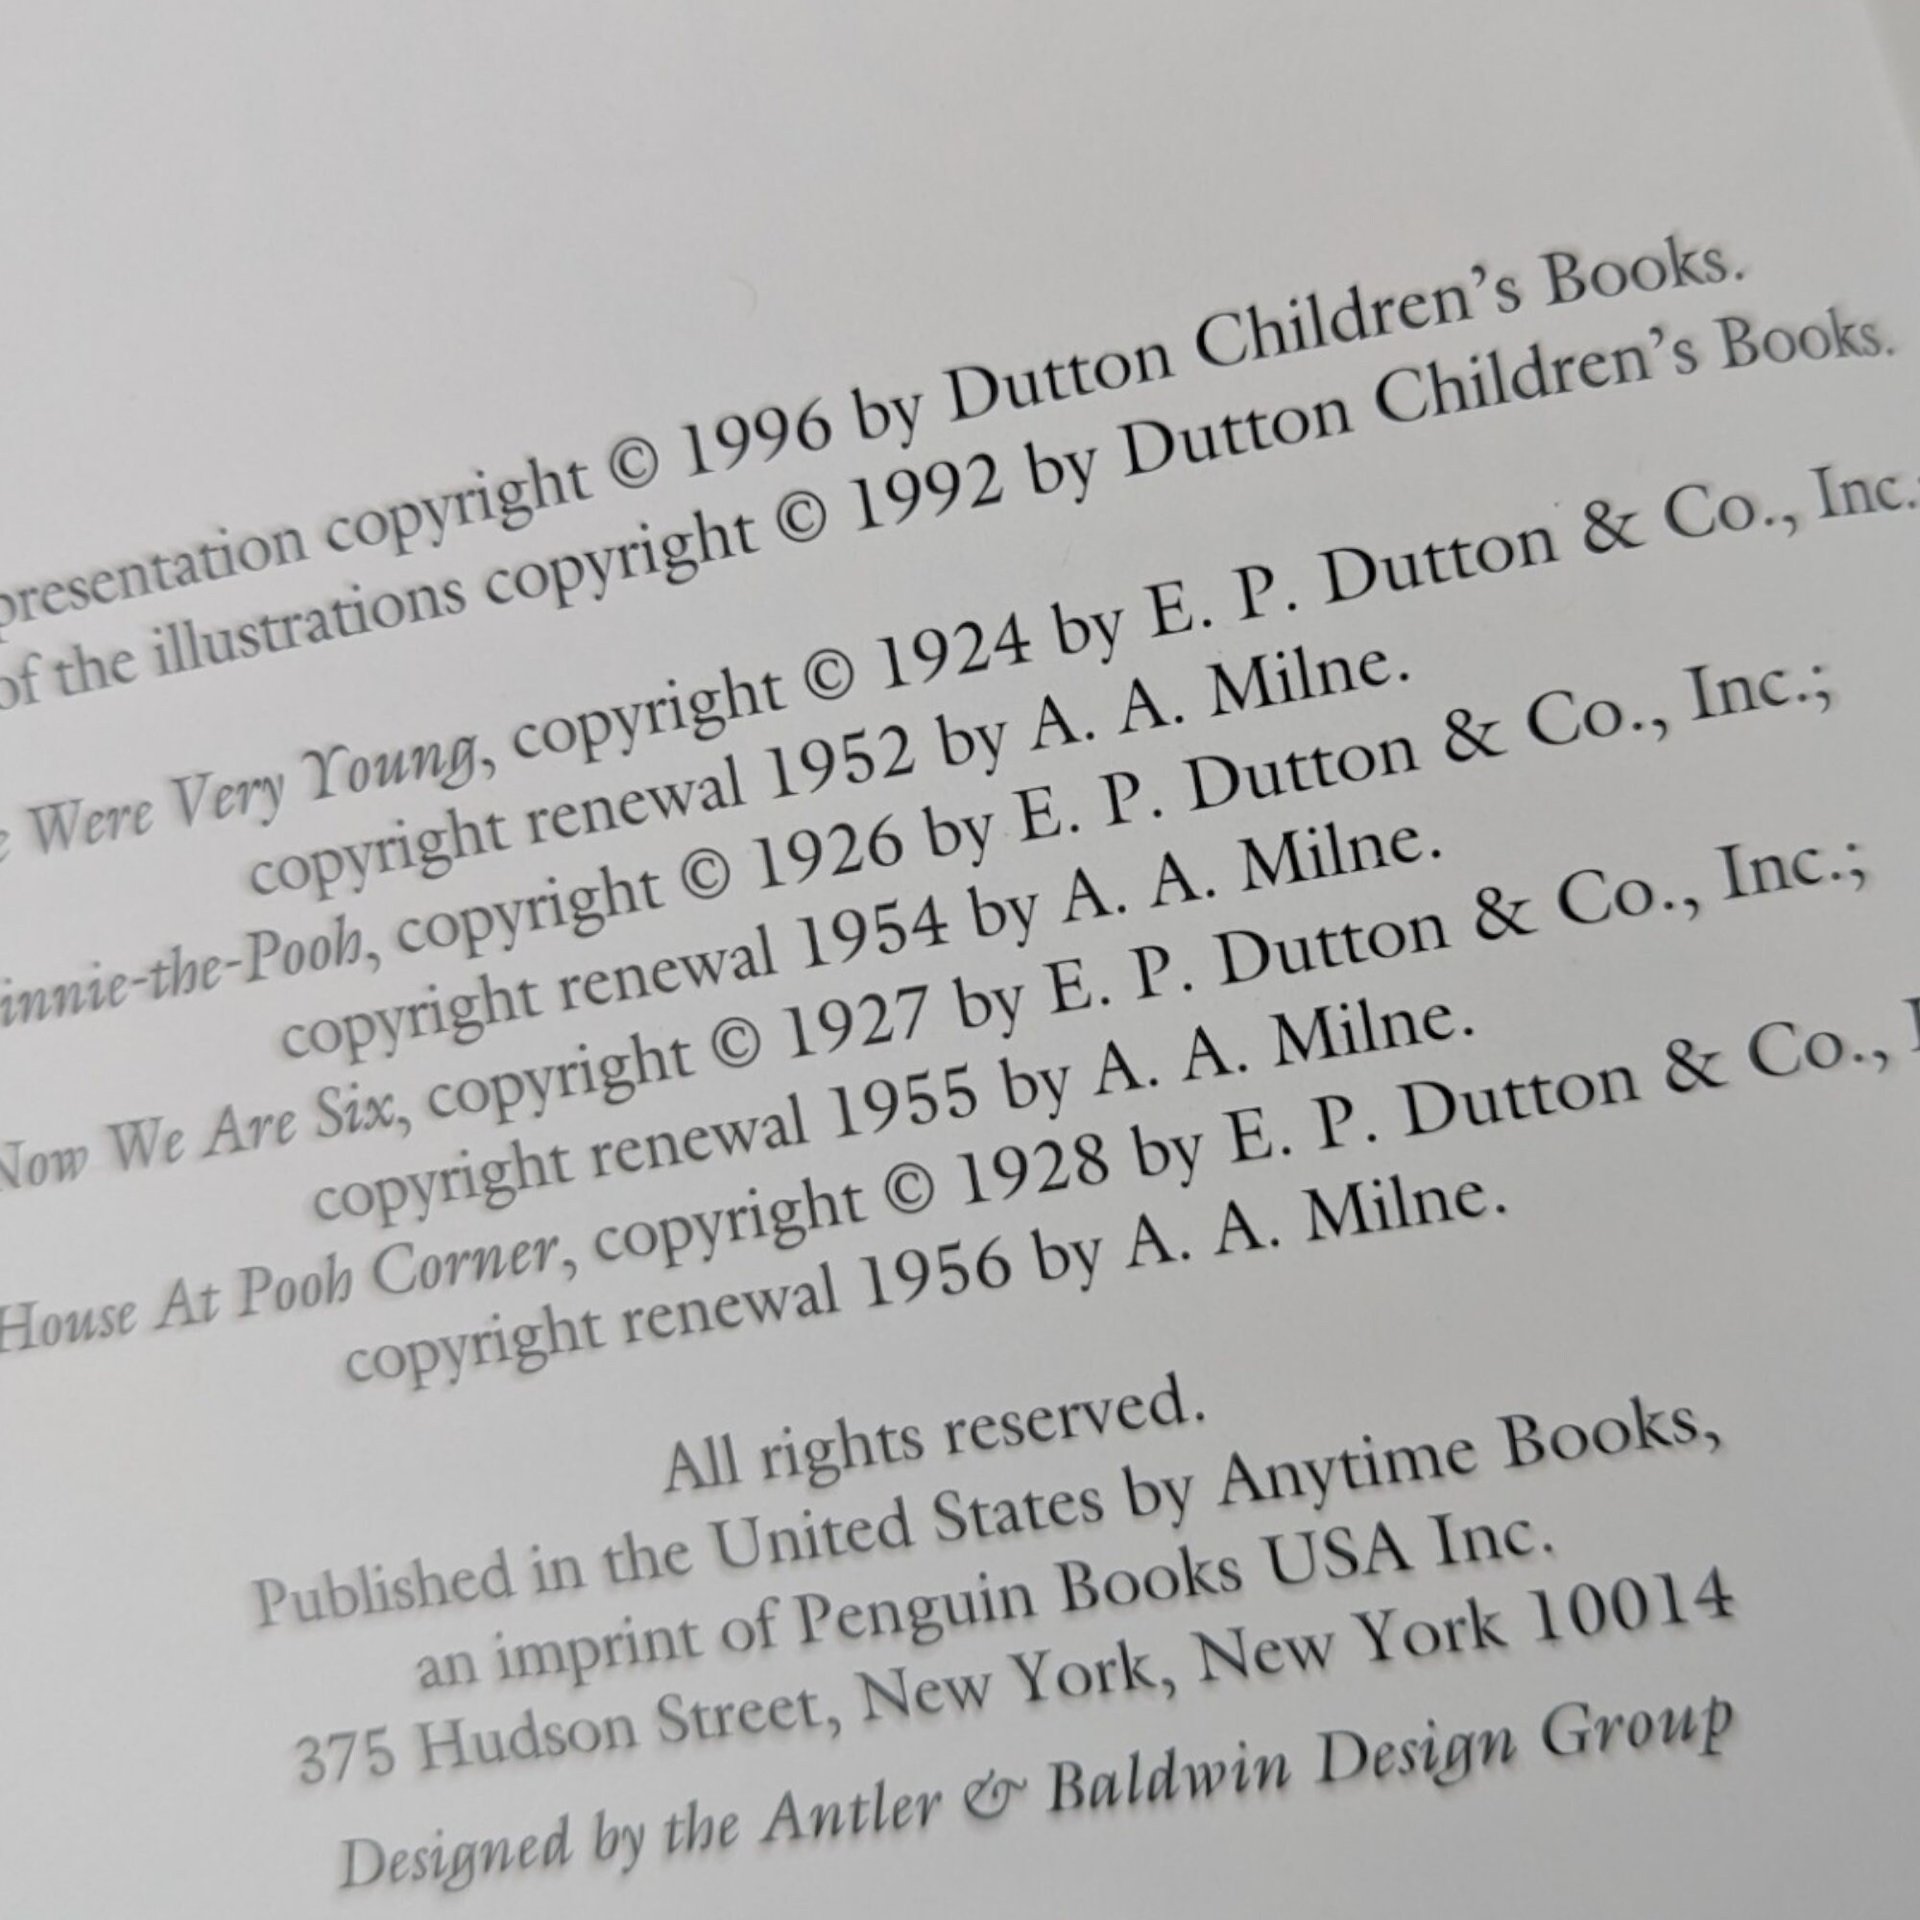 presentation copyright © 1996 by Dutton Children's Books.
of the illustrations copyright © 1992 by Dutton Children's Books.
Were Very Young, copyright © 1924 by E. P. Dutton & Co., Inc.;
copyright renewal 1952 by A. A. Milne.
innie-the-Pooh, copyright © 1926 by E. P. Dutton & Co., Inc.;
copyright renewal 1954 by A. A. Milne.
Now We Are Six, copyright © 1927 by E. P. Dutton & Co., Inc.;
copyright renewal 1955 by A. A. Milne.
House At Pooh Corner, copyright © 1928 by E. P. Dutton & Co.,
copyright renewal 1956 by A. A. Milne.
All rights reserved.
Published in the United States by Anytime Books,
an imprint of Penguin Books USA Inc.
375 Hudson Street, New York, New York 10014
Designed by the Antler & Baldwin Design Group